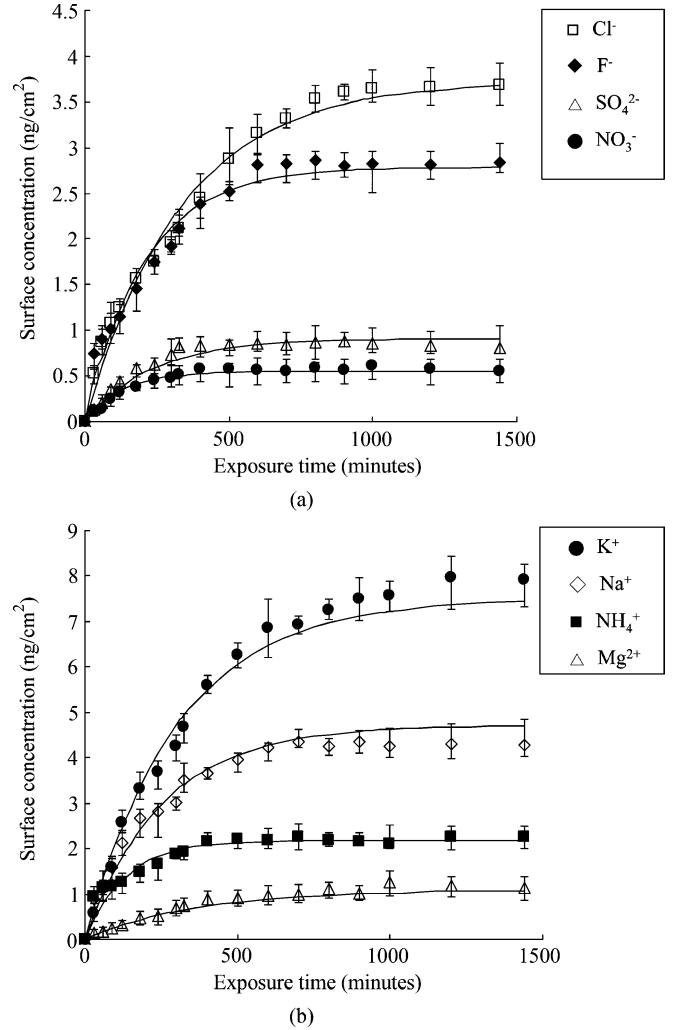 4.5
4
3.5
3
2.5
2
1.5
1
0.5
0
Surface concentration (ng/cm²)
0 500 1000 1500
Exposure time (minutes)
Cl⁻
F⁻
SO₄²⁻
NO₃⁻
(a)
9
8
7
6
5
4
3
2
1
0
Surface concentration (ng/cm²)
0 500 1000 1500
Exposure time (minutes)
K⁺
Na⁺
NH₄⁺
Mg²⁺
(b)